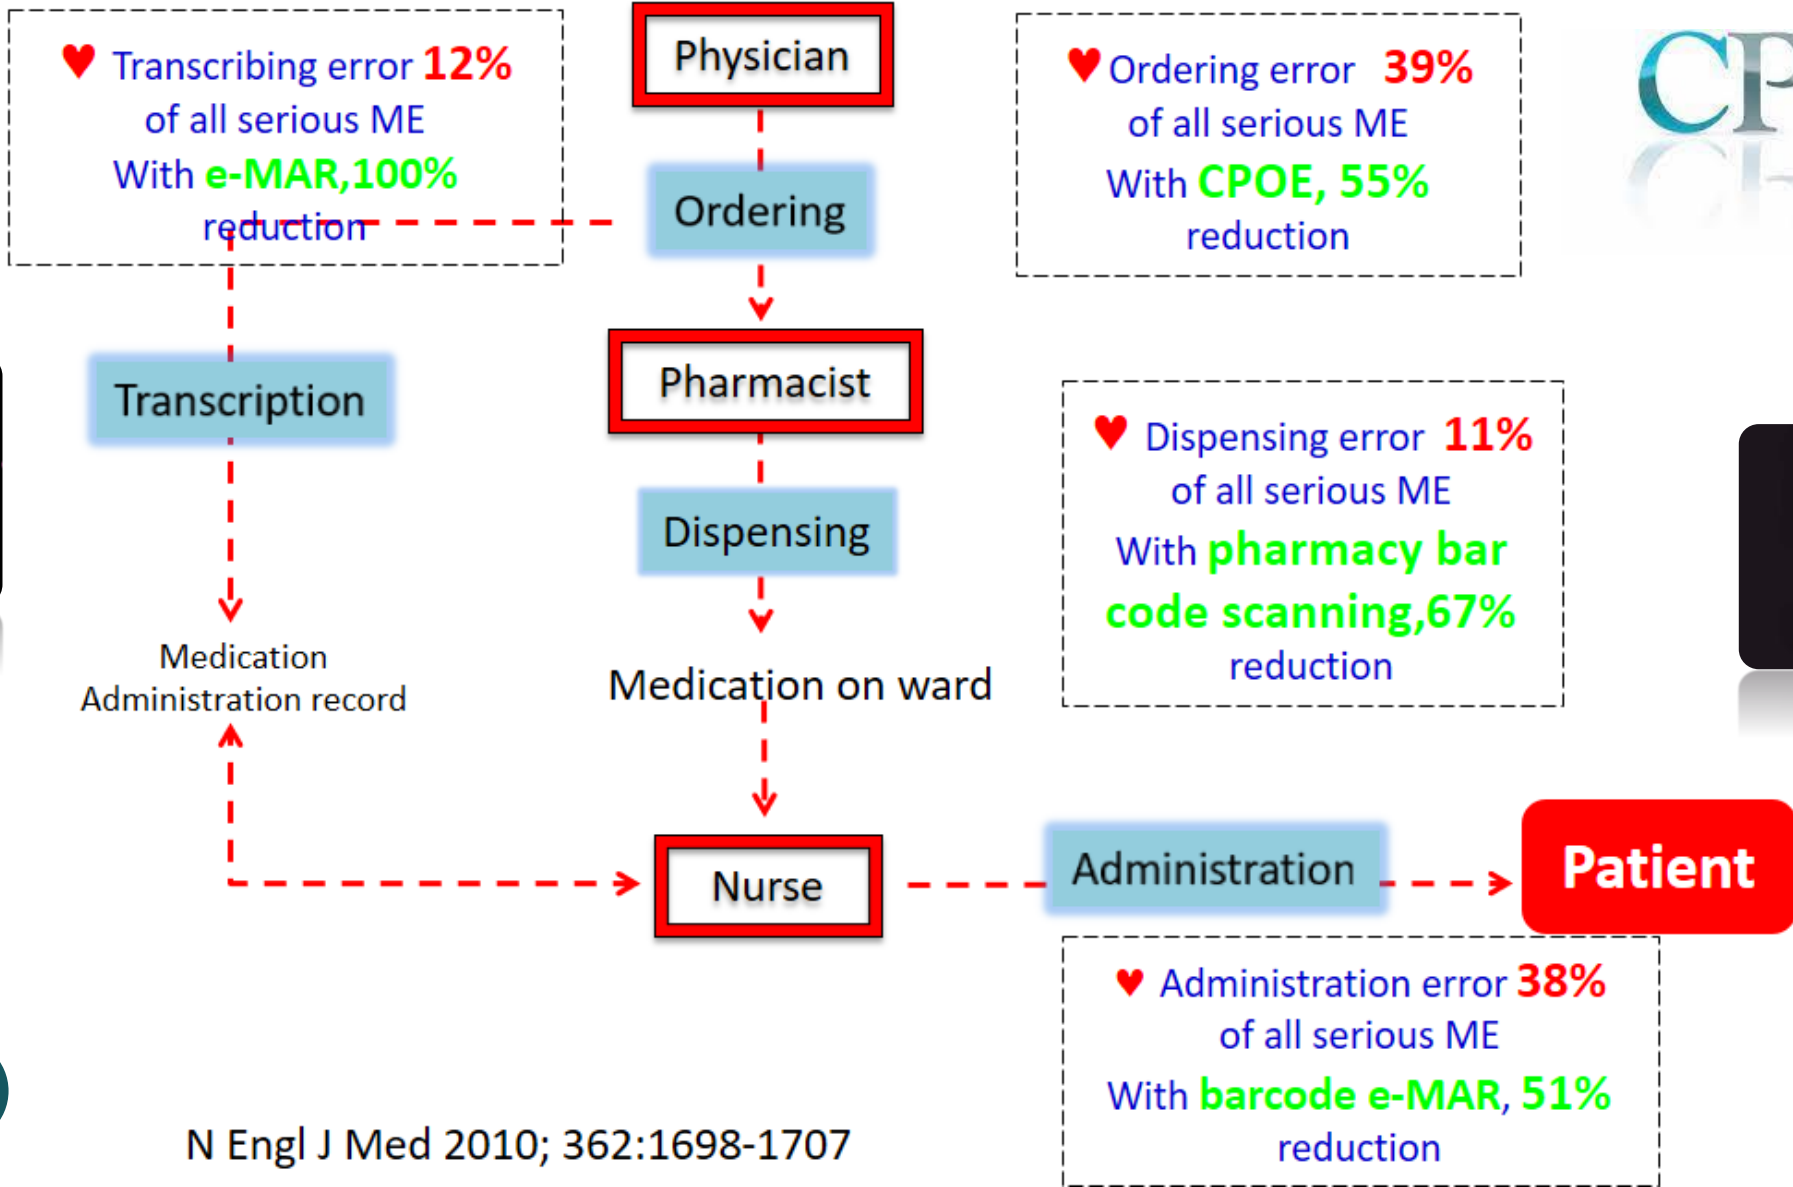 ♥ Transcribing error 12%
of all serious ME
With e-MAR,100%
reduction
Physician
♥ Ordering error 39%
of all serious ME
With CPOE, 55%
reduction
CP
Ordering
Pharmacist
Transcription
♥ Dispensing error 11%
of all serious ME
With pharmacy bar
code scanning,67%
reduction
Dispensing
Medication
Administration record
Medication on ward
Nurse
Administration
Patient
♥ Administration error 38%
of all serious ME
With barcode e-MAR, 51%
reduction
N Engl J Med 2010; 362:1698-1707